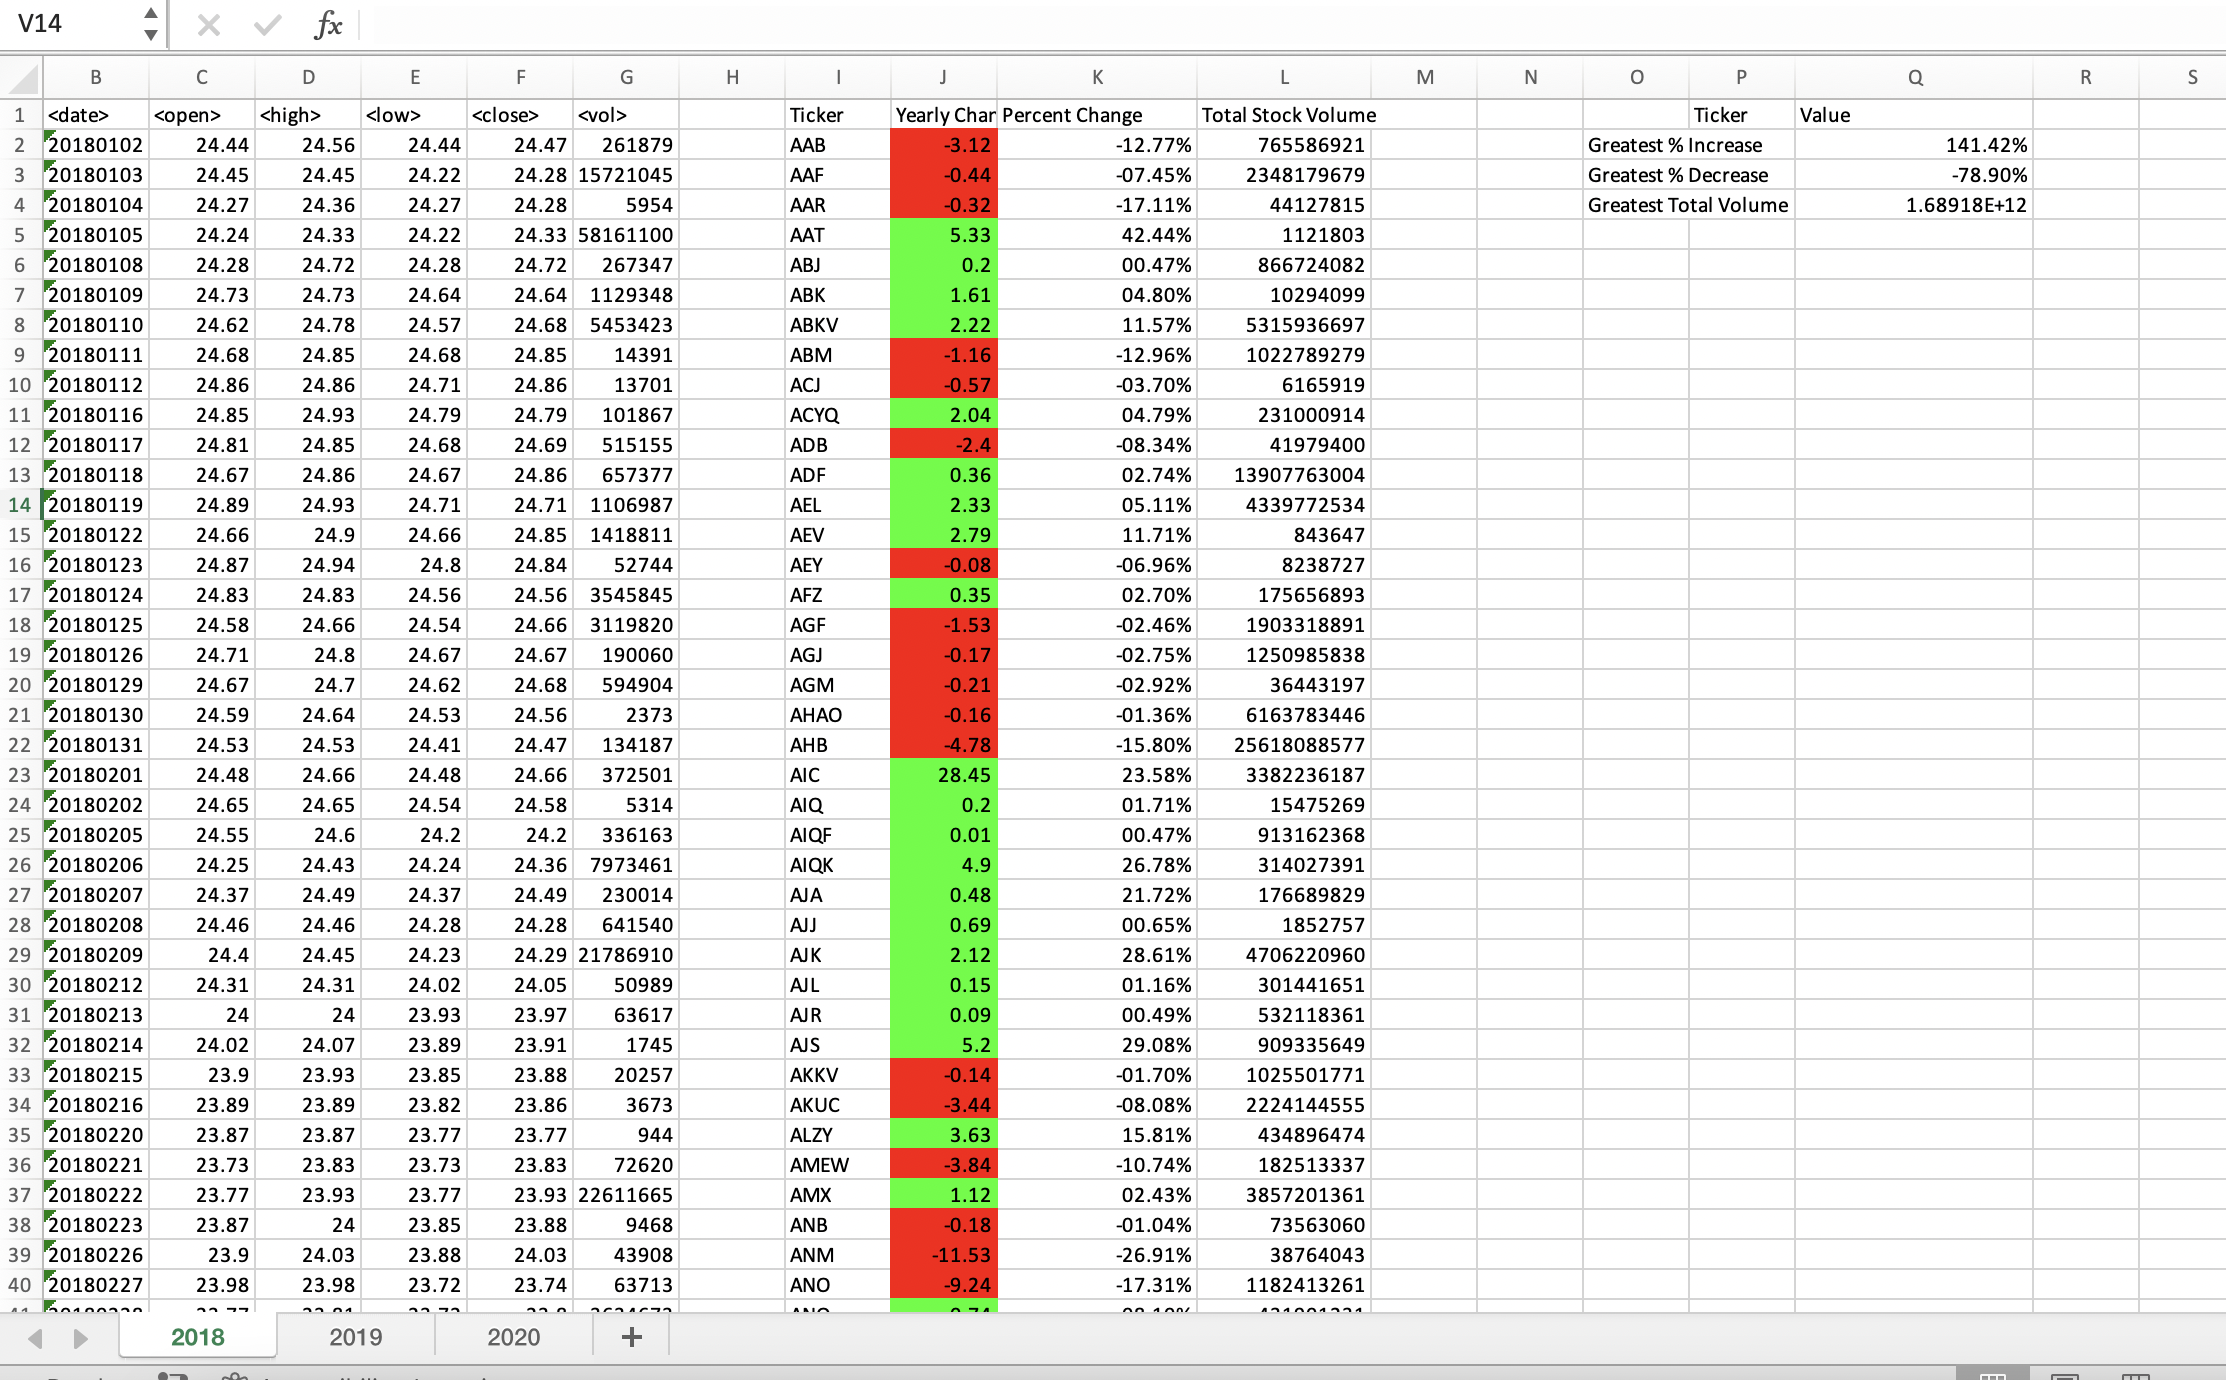 V14 fx
B C D E F G H I J K L M N O P Q R S
1 <date> <open> <high> <low> <close> <vol> Ticker Yearly Char Percent Change Total Stock Volume Ticker Value
2 20180102 24.44 24.56 24.44 24.47 261879 AAB -3.12 -12.77% 765586921 Greatest % Increase 141.42%
3 20180103 24.45 24.45 24.22 24.28 15721045 AAF -0.44 -07.45% 2348179679 Greatest % Decrease -78.90%
4 20180104 24.27 24.36 24.27 24.28 5954 AAR -0.32 -17.11% 44127815 Greatest Total Volume 1.68918E+12
5 20180105 24.24 24.33 24.22 24.33 58161100 AAT 5.33 42.44% 1121803
6 20180108 24.28 24.72 24.28 24.72 267347 ABJ 0.2 00.47% 866724082
7 20180109 24.73 24.73 24.64 24.64 1129348 ABK 1.61 04.80% 10294099
8 20180110 24.62 24.78 24.57 24.68 5453423 ABKV 2.22 11.57% 5315936697
9 20180111 24.68 24.85 24.68 24.85 14391 ABM -1.16 -12.96% 1022789279
10 20180112 24.86 24.86 24.71 24.86 13701 ACJ -0.57 -03.70% 6165919
11 20180116 24.85 24.93 24.79 24.79 101867 ACYQ 2.04 04.79% 231000914
12 20180117 24.81 24.85 24.68 24.69 515155 ADB -2.4 -08.34% 41979400
13 20180118 24.67 24.86 24.67 24.86 657377 ADF 0.36 02.74% 13907763004
14 20180119 24.89 24.93 24.71 24.71 1106987 AEL 2.33 05.11% 4339772534
15 20180122 24.66 24.9 24.66 24.85 1418811 AEV 2.79 11.71% 843647
16 20180123 24.87 24.94 24.8 24.84 52744 AEY -0.08 -06.96% 8238727
17 20180124 24.83 24.83 24.56 24.56 3545845 AFZ 0.35 02.70% 175656893
18 20180125 24.58 24.66 24.54 24.66 3119820 AGF -1.53 -02.46% 1903318891
19 20180126 24.71 24.8 24.67 24.67 190060 AGJ -0.17 -02.75% 1250985838
20 20180129 24.67 24.7 24.62 24.68 594904 AGM -0.21 -02.92% 36443197
21 20180130 24.59 24.64 24.53 24.56 2373 AHAO -0.16 -01.36% 6163783446
22 20180131 24.53 24.53 24.41 24.47 134187 AHB -4.78 -15.80% 25618088577
23 20180201 24.48 24.66 24.48 24.66 372501 AIC 28.45 23.58% 3382236187
24 20180202 24.65 24.65 24.54 24.58 5314 AIQ 0.2 01.71% 15475269
25 20180205 24.55 24.6 24.2 24.2 336163 AIQF 0.01 00.47% 913162368
26 20180206 24.25 24.43 24.24 24.36 7973461 AIQK 4.9 26.78% 314027391
27 20180207 24.37 24.49 24.37 24.49 230014 AJA 0.48 21.72% 176689829
28 20180208 24.46 24.46 24.28 24.28 641540 AJJ 0.69 00.65% 1852757
29 20180209 24.4 24.45 24.23 24.29 21786910 AJK 2.12 28.61% 4706220960
30 20180212 24.31 24.31 24.02 24.05 50989 AJL 0.15 01.16% 301441651
31 20180213 24 24 23.93 23.97 63617 AJR 0.09 00.49% 532118361
32 20180214 24.02 24.07 23.89 23.91 1745 AJS 5.2 29.08% 909335649
33 20180215 23.9 23.93 23.85 23.88 20257 AKKV -0.14 -01.70% 1025501771
34 20180216 23.89 23.89 23.82 23.86 3673 AKUC -3.44 -08.08% 2224144555
35 20180220 23.87 23.87 23.77 23.77 944 ALZY 3.63 15.81% 434896474
36 20180221 23.73 23.83 23.73 23.83 72620 AMEW -3.84 -10.74% 182513337
37 20180222 23.77 23.93 23.77 23.93 22611665 AMX 1.12 02.43% 3857201361
38 20180223 23.87 24 23.85 23.88 9468 ANB -0.18 -01.04% 73563060
39 20180226 23.9 24.03 23.88 24.03 43908 ANM -11.53 -26.91% 38764043
40 20180227 23.98 23.98 23.72 23.74 63713 ANO -9.24 -17.31% 1182413261
2018 2019 2020 +